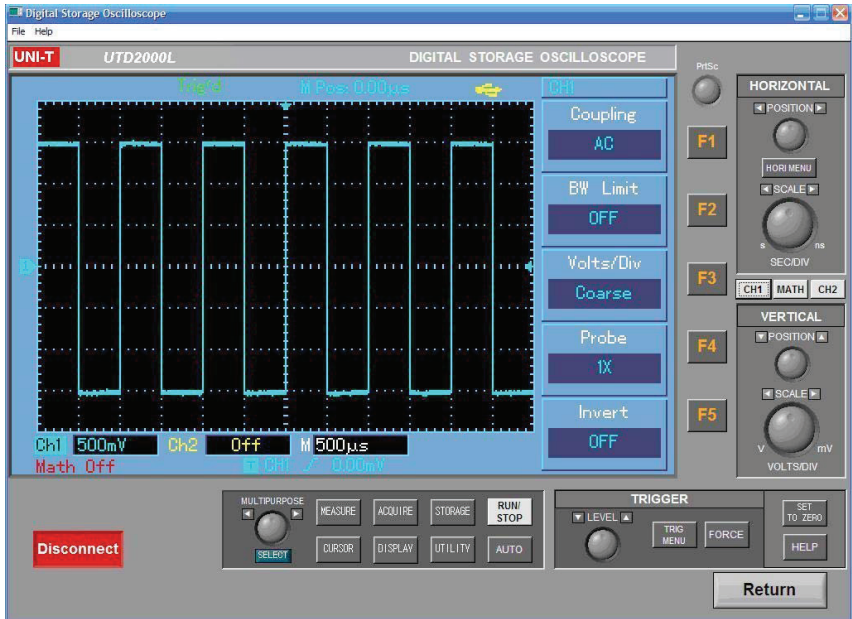 Digital Storage Oscilloscope
File Help
UNI-T UTD2000L DIGITAL STORAGE OSCILLOSCOPE
Trig'd M Pos: 0.00µs CH1
Coupling
AC
BW Limit
OFF
Volts/Div
Coarse
Probe
1X
Invert
OFF
1
Ch1 500mV Ch2 Off M 500µs
Math Off T CH1 0.00mV
PrtSc
F1
F2
F3
F4
F5
HORIZONTAL
POSITION
HORI MENU
SCALE
s ns
SEC/DIV
CH1 MATH CH2
VERTICAL
POSITION
SCALE
V mV
VOLTS/DIV
Disconnect
MULTIPURPOSE
SELECT
MEASURE ACQUIRE STORAGE RUN/
STOP
CURSOR DISPLAY UTILITY AUTO
TRIGGER
LEVEL
TRIG
MENU
FORCE
SET
TO ZERO
HELP
Return